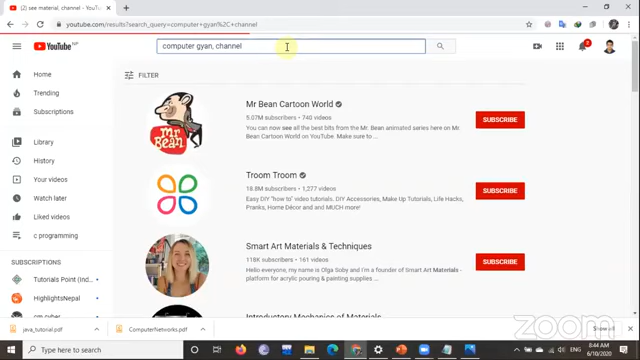 (2) see material, channel - YouT
youtube.com/results?search_query=computer+gyan%2C+channel
YouTube NP
computer gyan, channel
Home
Trending
Subscriptions
Library
History
Your videos
Watch later
Liked videos
c programming
SUBSCRIPTIONS
Tutorials Point (Ind...
HighlightsNepal
cm cyber
FILTER
Mr Bean Cartoon World
5.07M subscribers • 740 videos
You can now see all the best bits from the Mr Bean animated series here on
YouTube. Make sure to ...
SUBSCRIBE
MR BEAN
Troom Troom
18.8M subscribers • 1,277 videos
Easy DIY "how to" video tutorials. DIY Accessories, Make Up Tutorials, Life Hacks,
Pranks, Home Décor and and MUCH more!
SUBSCRIBE
Smart Art Materials & Techniques
118K subscribers • 161 videos
Hello everyone, my name is Olga Soby and I'm a founder of Smart Art Materials -
platform for acrylic pouring & painting supplies ...
SUBSCRIBE
Introductory Mechanics of Materials
java_tutorial.pdf
ComputerNetworks.pdf
Show all
zoom
Type here to search
8:44 AM
6/10/2020